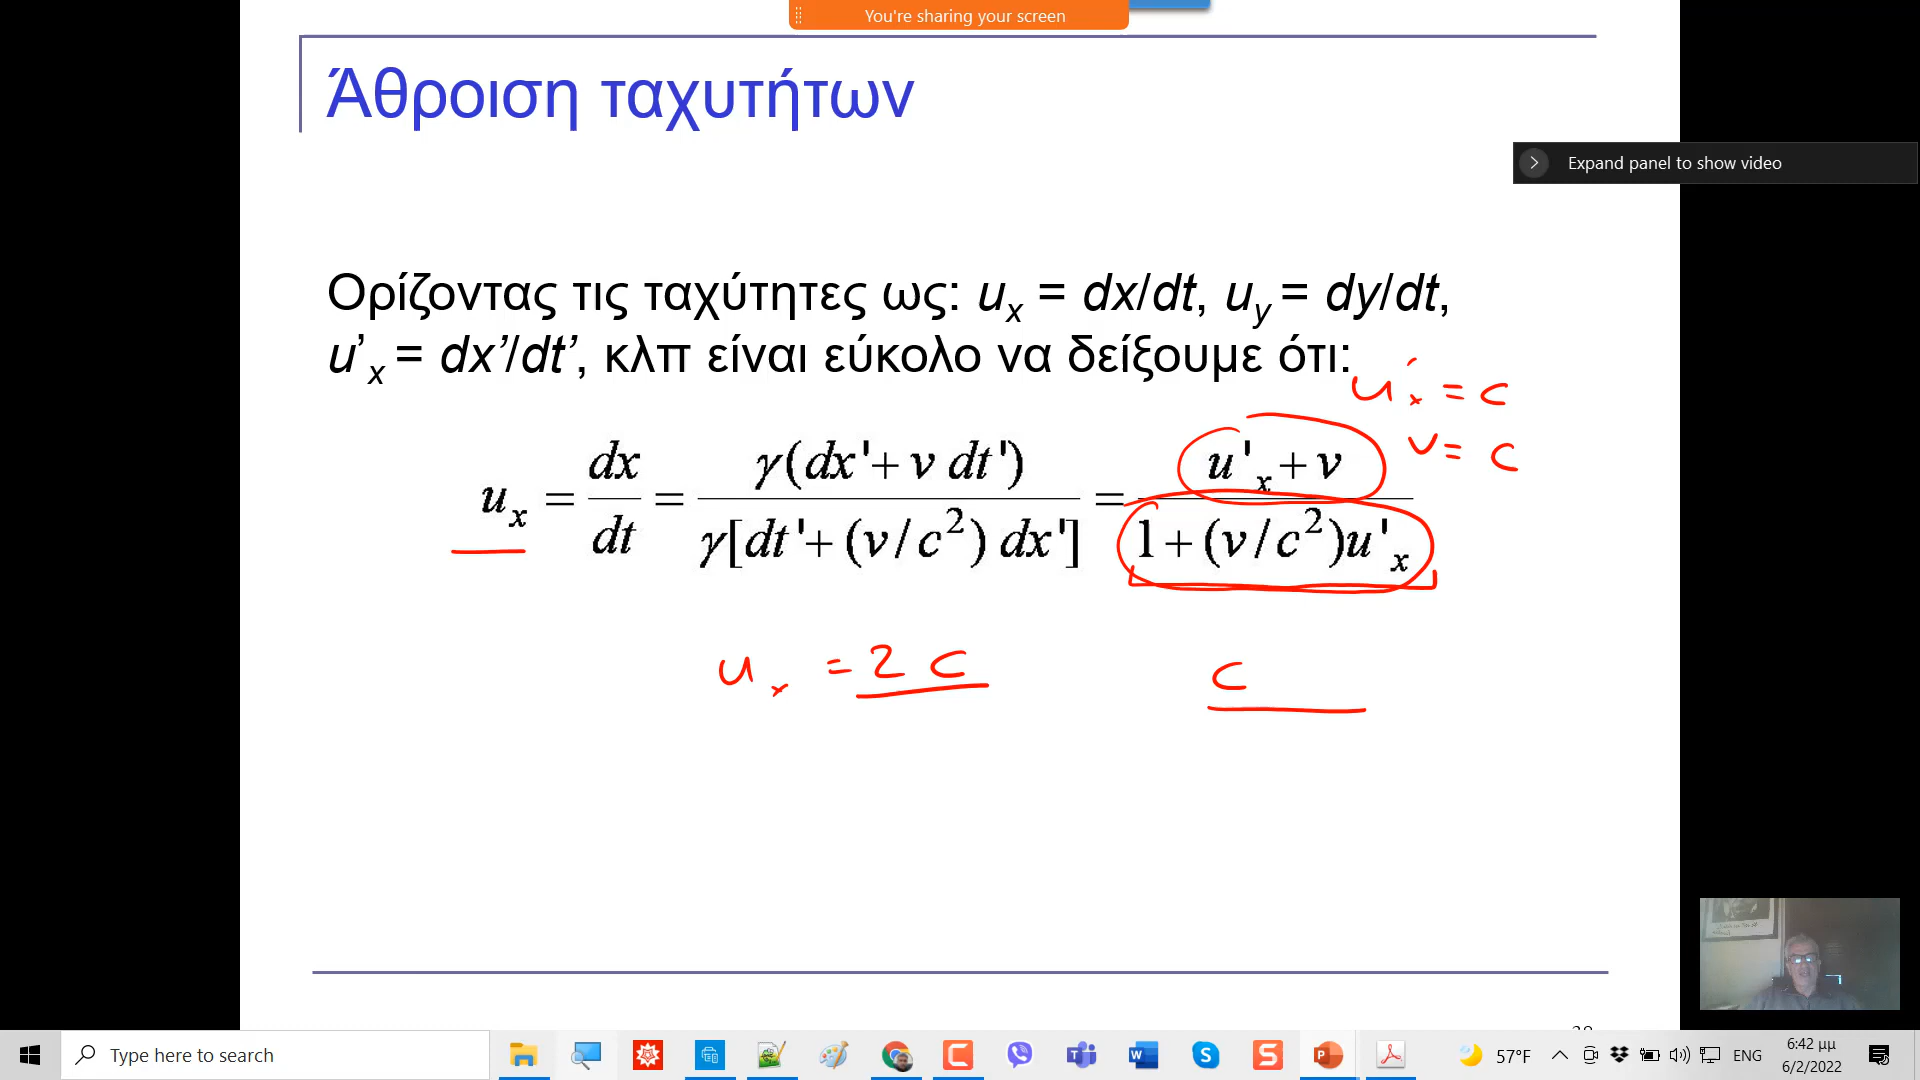 You're sharing your screen
Άθροιση ταχυτήτων
Expand panel to show video
Ορίζοντας τις ταχύτητες ως: uₓ = dx/dt, u_y = dy/dt,
u'ₓ = dx'/dt', κλπ είναι εύκολο να δείξουμε ότι:
u'ₓ = c
v = c
uₓ = dx/dt = γ(dx'+ v dt')/γ[dt'+ (v/c²) dx'] = u'ₓ + v/1+ (v/c²)u'ₓ
uₓ = 2 c
c
Type here to search
57°F
ENG
6:42 μμ
6/2/2022